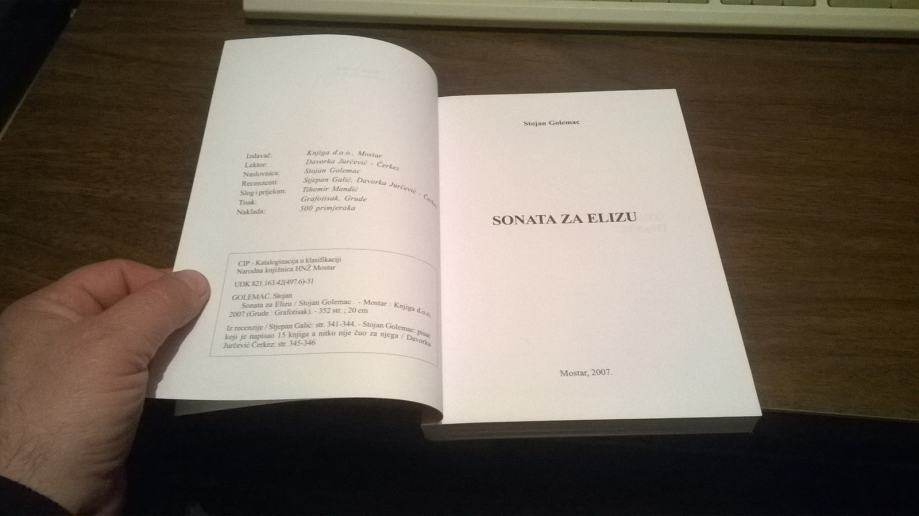 Izdavač: Knjiga d.o.o., Mostar
Lektor: Davorka Jurčević - Čerkez
Naslovnica: Stojan Golemac
Recenzenti: Stjepan Galić, Davorka Jurčević - Čerkez
Slog i prijelom: Tihomir Mandić
Tisak: Grafotisak, Grude
Naklada: 500 primjeraka
CIP - Katalogizacija u klasifikaciji
Narodna knjižnica HNŽ Mostar
UDK 821.163.42(497.6)-31
GOLEMAC, Stojan
Sonata za Elizu / Stojan Golemac . - Mostar : Knjiga d.o.o.,
2007 (Grude : Grafotisak). - 352 str. ; 20 cm
Iz recenzije / Stjepan Galić: str. 341-344. - Stojan Golemac: pisac
koji je napisao 15 knjiga a nitko nije čuo za njega / Davorka
Jurčević Čerkez: str. 345-346
Stojan Golemac
SONATA ZA ELIZU
Mostar, 2007.